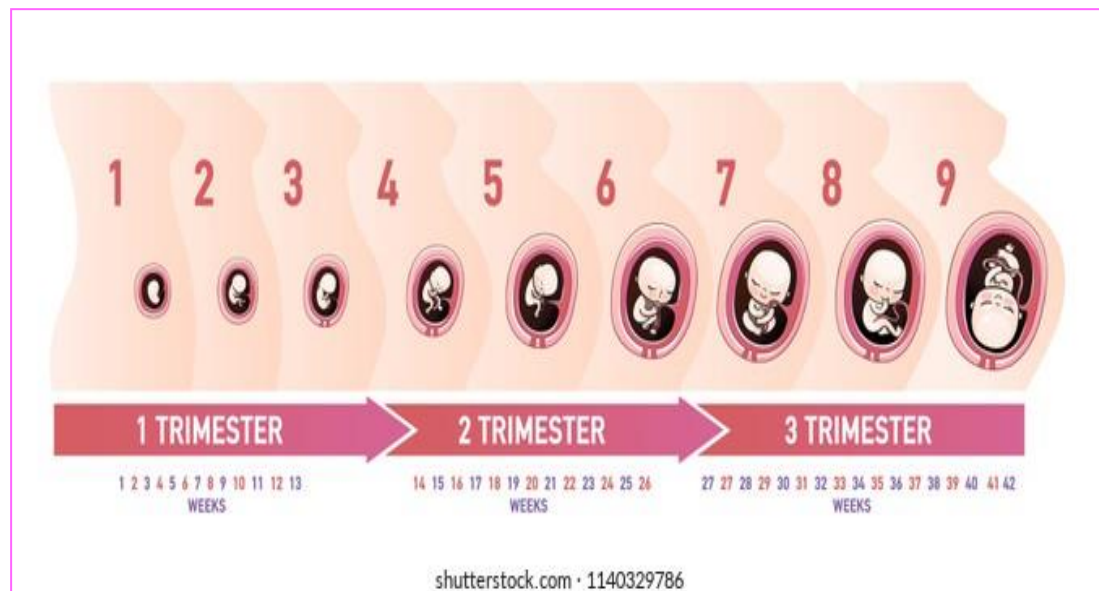 1 2 3 4 5 6 7 8 9
1 TRIMESTER 2 TRIMESTER 3 TRIMESTER
1 2 3 4 5 6 7 8 9 10 11 12 13 14 15 16 17 18 19 20 21 22 23 24 25 26 27 27 28 29 30 31 32 33 34 35 36 37 38 39 40 41 42
WEEKS WEEKS WEEKS
shutterstock.com · 1140329786